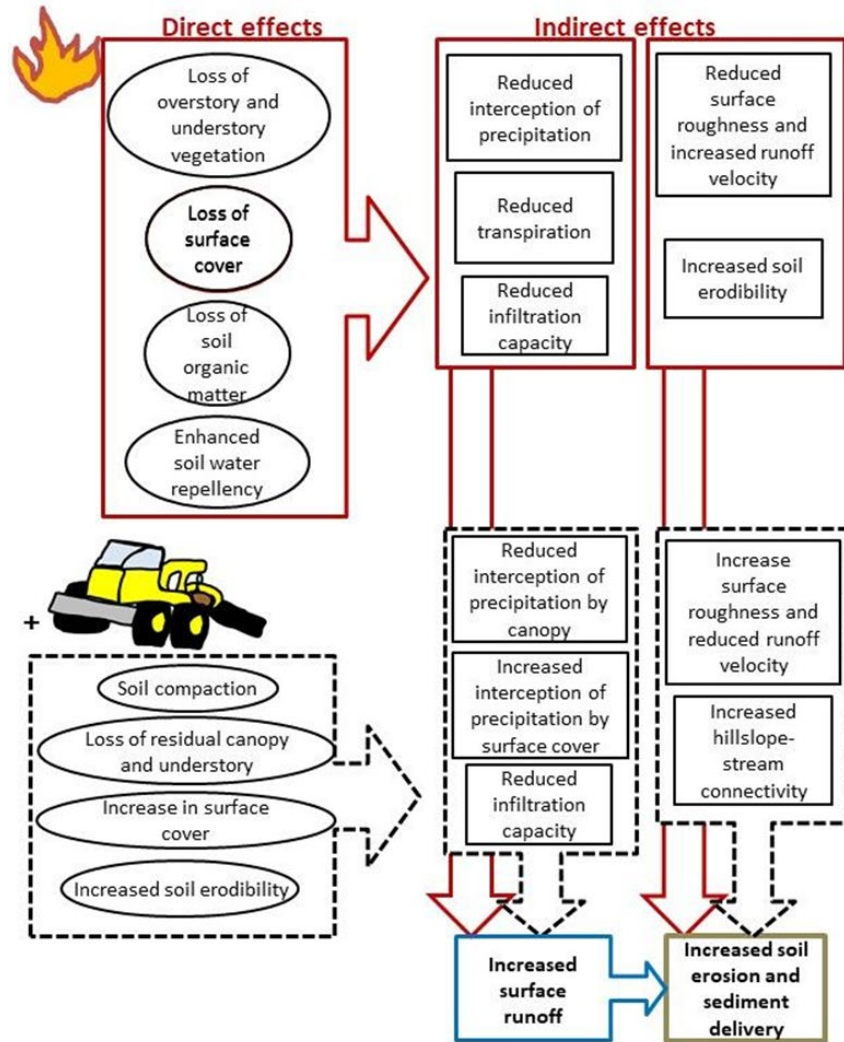 Direct effects
Indirect effects
Loss of
overstory and
understory
vegetation
Loss of
surface
cover
Loss of
soil
organic
matter
Enhanced
soil water
repellency
Reduced
interception of
precipitation
Reduced
transpiration
Reduced
infiltration
capacity
Reduced
surface
roughness and
increased runoff
velocity
Increased soil
erodibility
+
Soil compaction
Loss of residual canopy
and understory
Increase in surface
cover
Increased soil erodibility
Reduced
interception of
precipitation by
canopy
Increased
interception of
precipitation by
surface cover
Reduced
infiltration
capacity
Increase
surface
roughness and
reduced runoff
velocity
Increased
hillslope-
stream
connectivity
Increased
surface
runoff
Increased soil
erosion and
sediment
delivery